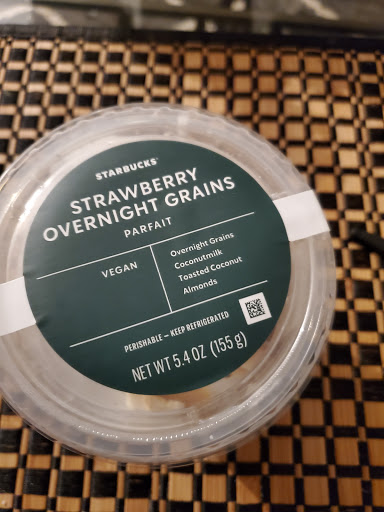 STARBUCKS®
STRAWBERRY
OVERNIGHT GRAINS
PARFAIT
VEGAN
Overnight Grains
Coconutmilk
Toasted Coconut
Almonds
PERISHABLE – KEEP REFRIGERATED
NET WT 5.4 OZ (155 g)